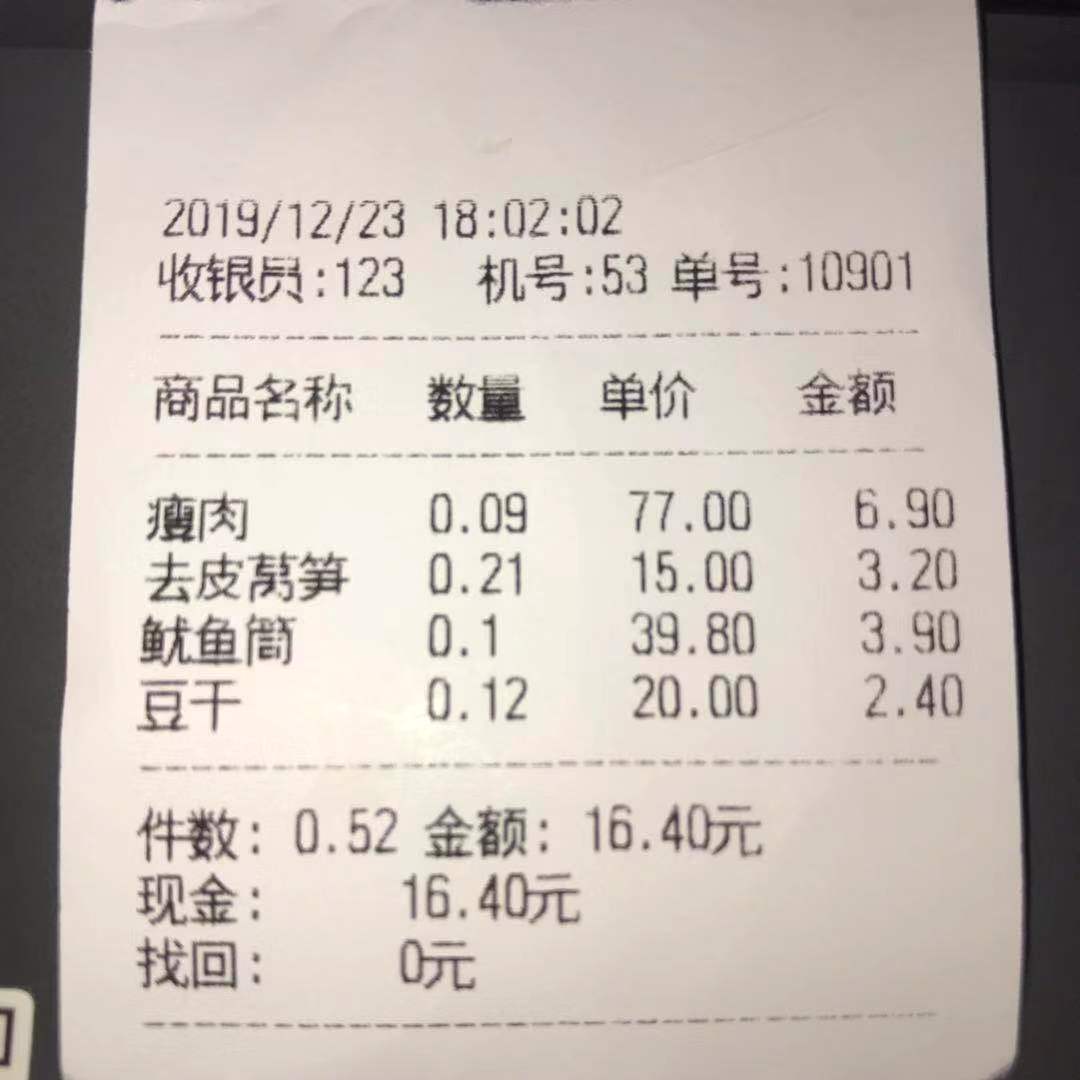 2019/12/23 18:02:02
收银员:123 机号:53 单号:10901
商品名称 数量 单价 金额
瘦肉 0.09 77.00 6.90
去皮莴笋 0.21 15.00 3.20
鱿鱼筒 0.1 39.80 3.90
豆干 0.12 20.00 2.40
件数: 0.52 金额: 16.40元
现金: 16.40元
找回: 0元